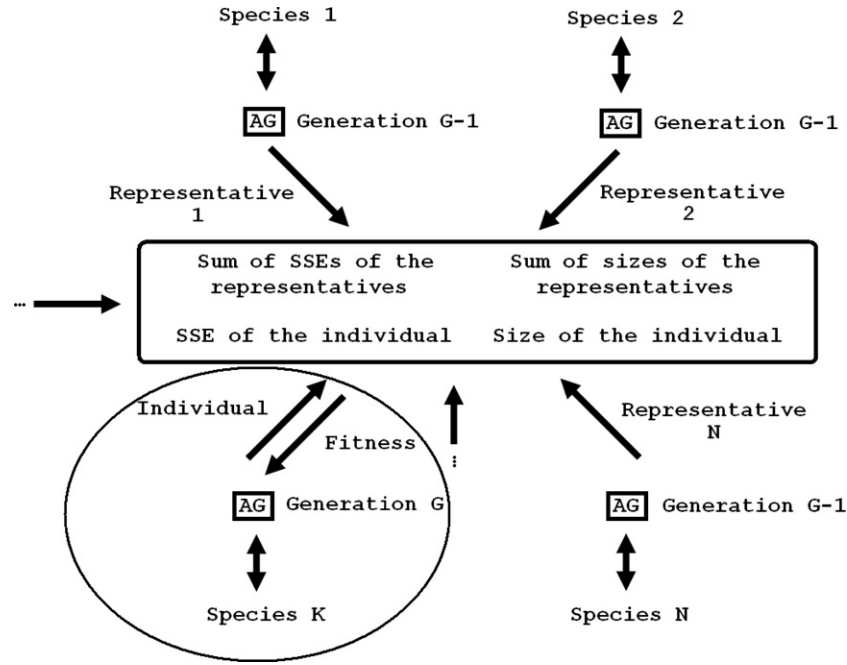 Species 1
Species 2
AG Generation G-1
AG Generation G-1
Representative
1
Representative
2
Sum of SSEs of the
representatives
Sum of sizes of the
representatives
...
SSE of the individual
Size of the individual
Individual
Fitness
...
Representative
N
AG Generation G
AG Generation G-1
Species K
Species N